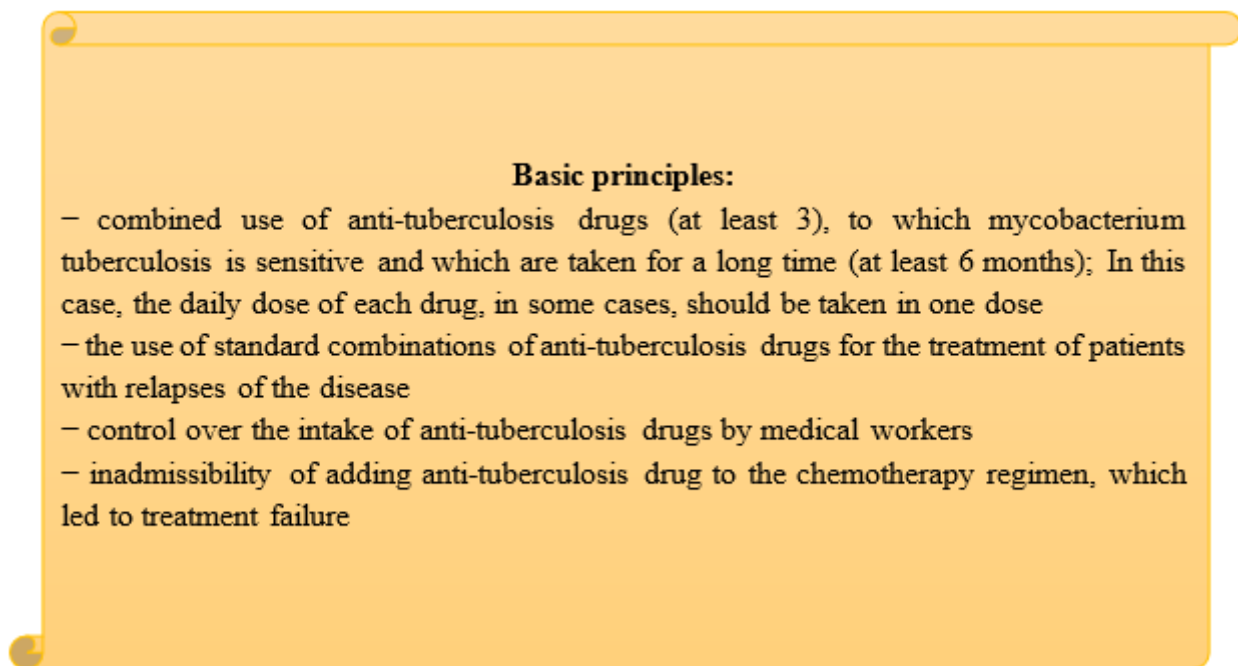 Basic principles:
− combined use of anti-tuberculosis drugs (at least 3), to which mycobacterium
tuberculosis is sensitive and which are taken for a long time (at least 6 months); In this
case, the daily dose of each drug, in some cases, should be taken in one dose
− the use of standard combinations of anti-tuberculosis drugs for the treatment of patients
with relapses of the disease
− control over the intake of anti-tuberculosis drugs by medical workers
− inadmissibility of adding anti-tuberculosis drug to the chemotherapy regimen, which
led to treatment failure